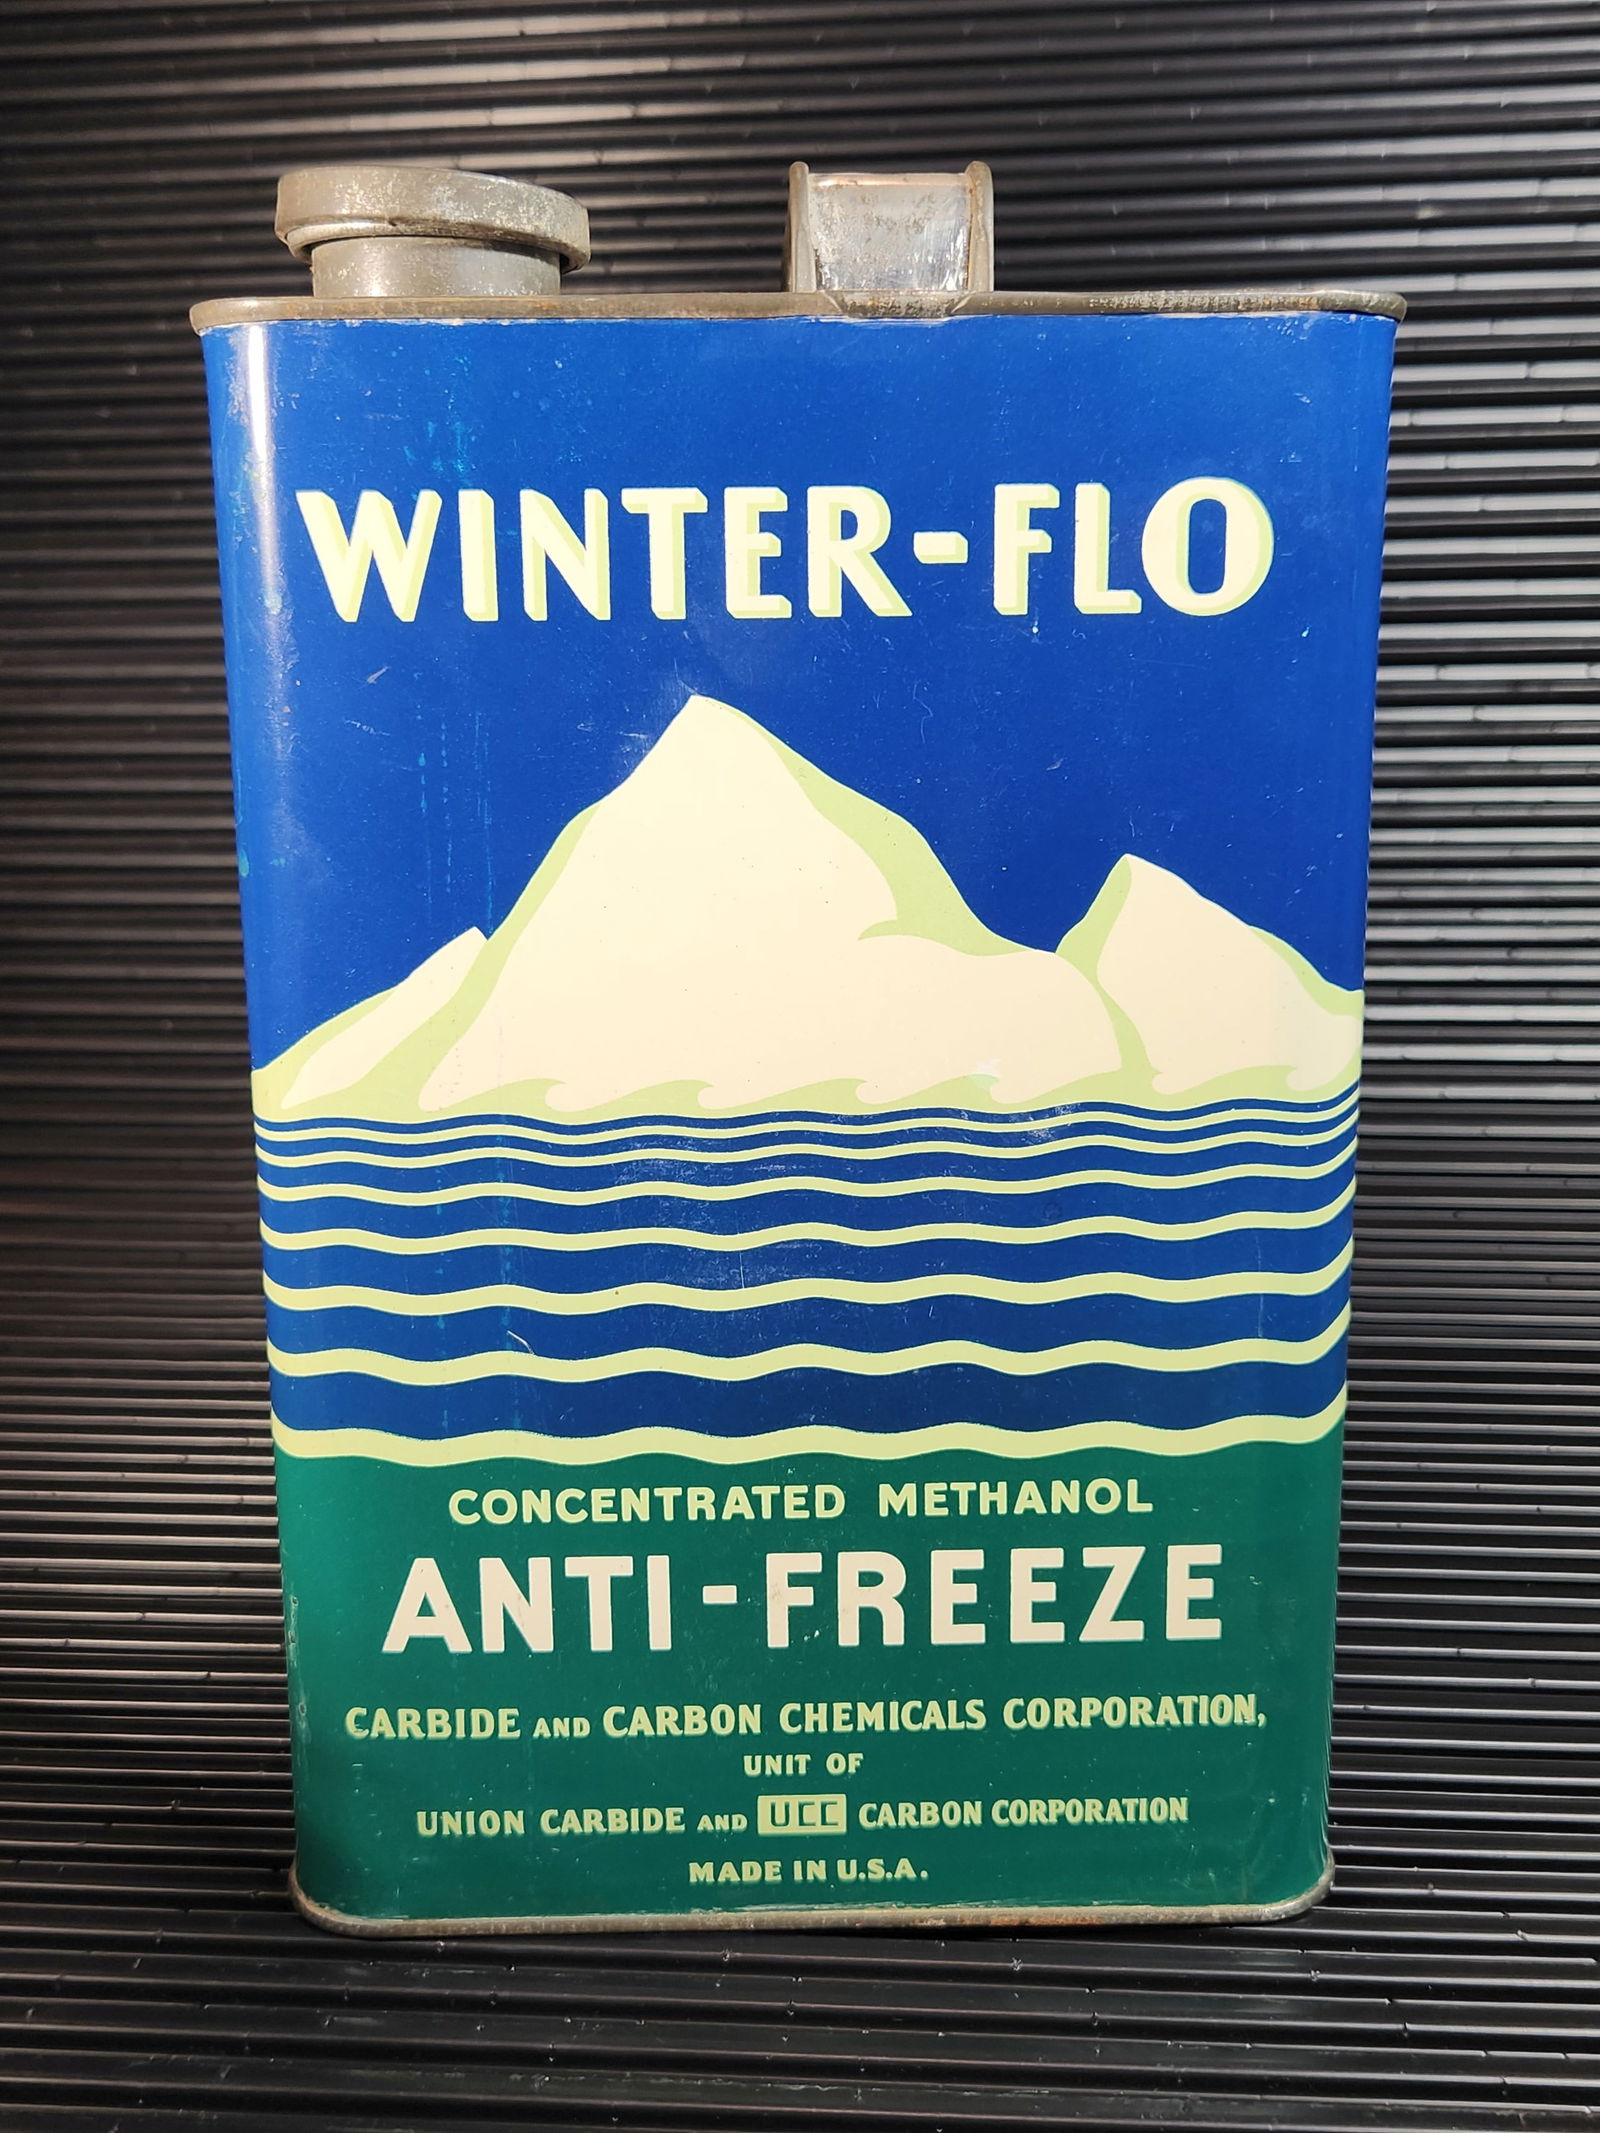 WINTER-FLO
CONCENTRATED METHANOL
ANTI-FREEZE
CARBIDE AND CARBON CHEMICALS CORPORATION,
UNIT OF
UNION CARBIDE AND UCC CARBON CORPORATION
MADE IN U.S.A.